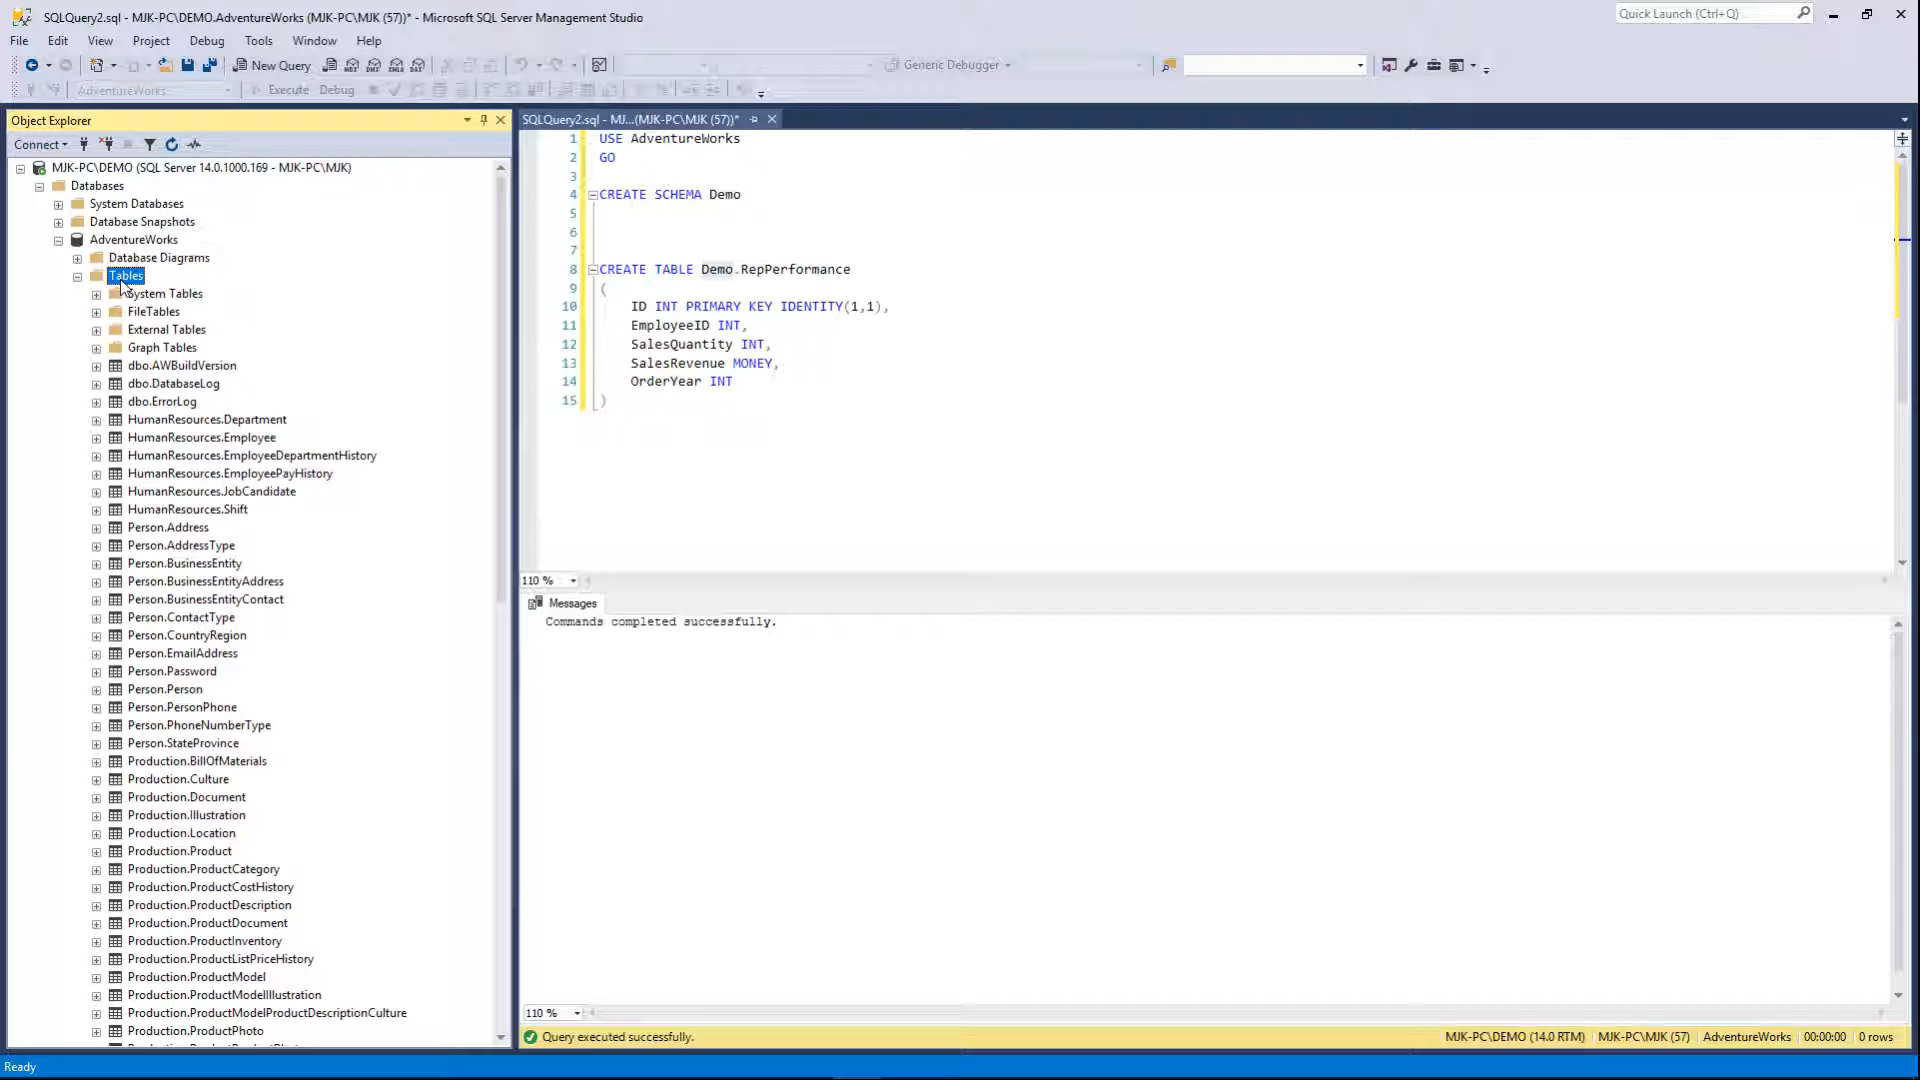 SQLQuery2.sql - MJK-PC\DEMO.AdventureWorks (MJK-PC\MJK (57))* - Microsoft SQL Server Management Studio
Quick Launch (Ctrl+Q)
File Edit View Project Debug Tools Window Help
New Query
Generic Debugger
AdventureWorks
Execute Debug
Object Explorer
SQLQuery2.sql - MJ...(MJK-PC\MJK (57))*
Connect
MJK-PC\DEMO (SQL Server 14.0.1000.169 - MJK-PC\MJK)
Databases
System Databases
Database Snapshots
AdventureWorks
Database Diagrams
Tables
System Tables
FileTables
External Tables
Graph Tables
dbo.AWBuildVersion
dbo.DatabaseLog
dbo.ErrorLog
HumanResources.Department
HumanResources.Employee
HumanResources.EmployeeDepartmentHistory
HumanResources.EmployeePayHistory
HumanResources.JobCandidate
HumanResources.Shift
Person.Address
Person.AddressType
Person.BusinessEntity
Person.BusinessEntityAddress
Person.BusinessEntityContact
Person.ContactType
Person.CountryRegion
Person.EmailAddress
Person.Password
Person.Person
Person.PersonPhone
Person.PhoneNumberType
Person.StateProvince
Production.BillOfMaterials
Production.Culture
Production.Document
Production.Illustration
Production.Location
Production.Product
Production.ProductCategory
Production.ProductCostHistory
Production.ProductDescription
Production.ProductDocument
Production.ProductInventory
Production.ProductListPriceHistory
Production.ProductModel
Production.ProductModelIllustration
Production.ProductModelProductDescriptionCulture
Production.ProductPhoto
1 USE AdventureWorks
2 GO
3
4 CREATE SCHEMA Demo
5
6
7
8 CREATE TABLE Demo.RepPerformance
9 (
10 ID INT PRIMARY KEY IDENTITY(1,1),
11 EmployeeID INT,
12 SalesQuantity INT,
13 SalesRevenue MONEY,
14 OrderYear INT
15 )
110 %
Messages
Commands completed successfully.
110 %
Query executed successfully.
MJK-PC\DEMO (14.0 RTM) MJK-PC\MJK (57) AdventureWorks 00:00:00 0 rows
Ready